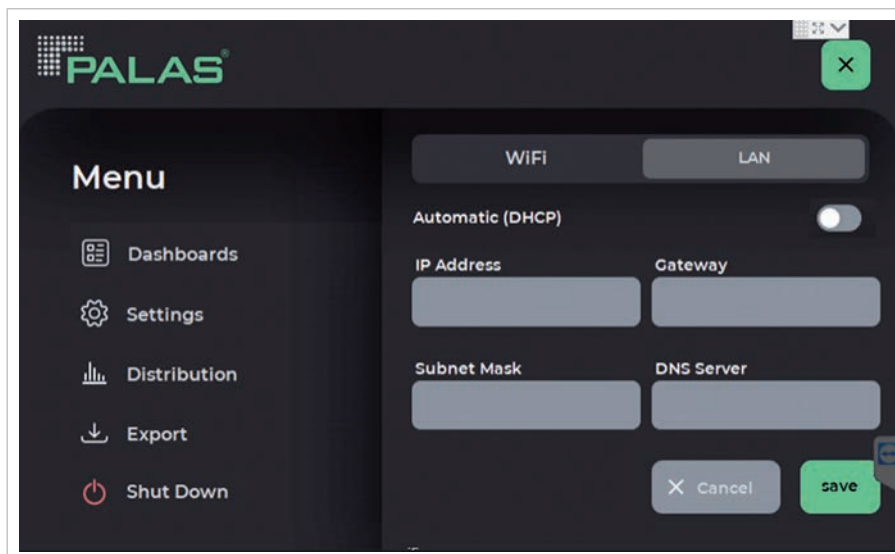 PALAS®
Menu
Dashboards
Settings
Distribution
Export
Shut Down
WiFi
LAN
Automatic (DHCP)
IP Address
Gateway
Subnet Mask
DNS Server
Cancel
save